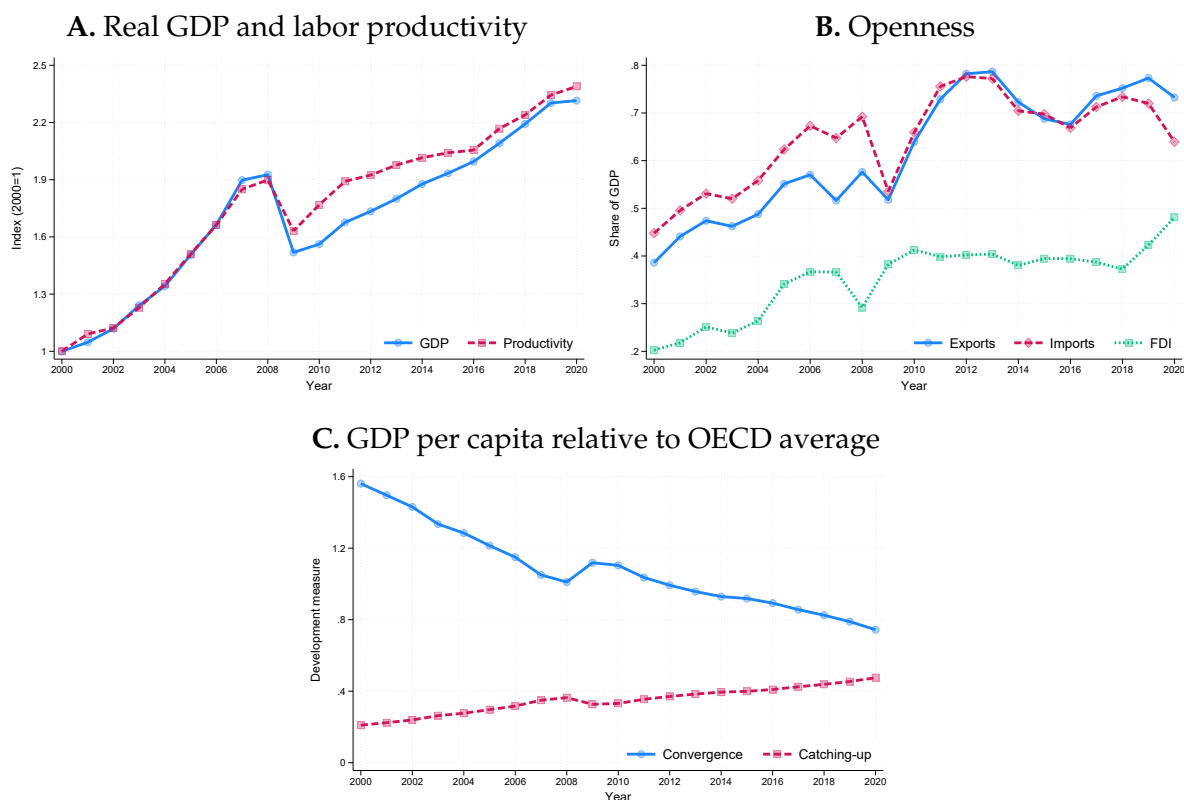 A. Real GDP and labor productivity
2.5
2.2
1.9
1.6
1.3
1
Index (2000=1)
GDP
Productivity
2000 2002 2004 2006 2008 2010 2012 2014 2016 2018 2020
Year
B. Openness
.8
.7
.6
.5
.4
.3
.2
Share of GDP
Exports
Imports
FDI
2000 2002 2004 2006 2008 2010 2012 2014 2016 2018 2020
Year
C. GDP per capita relative to OECD average
1.6
1.2
.8
.4
0
Development measure
Convergence
Catching-up
2000 2002 2004 2006 2008 2010 2012 2014 2016 2018 2020
Year